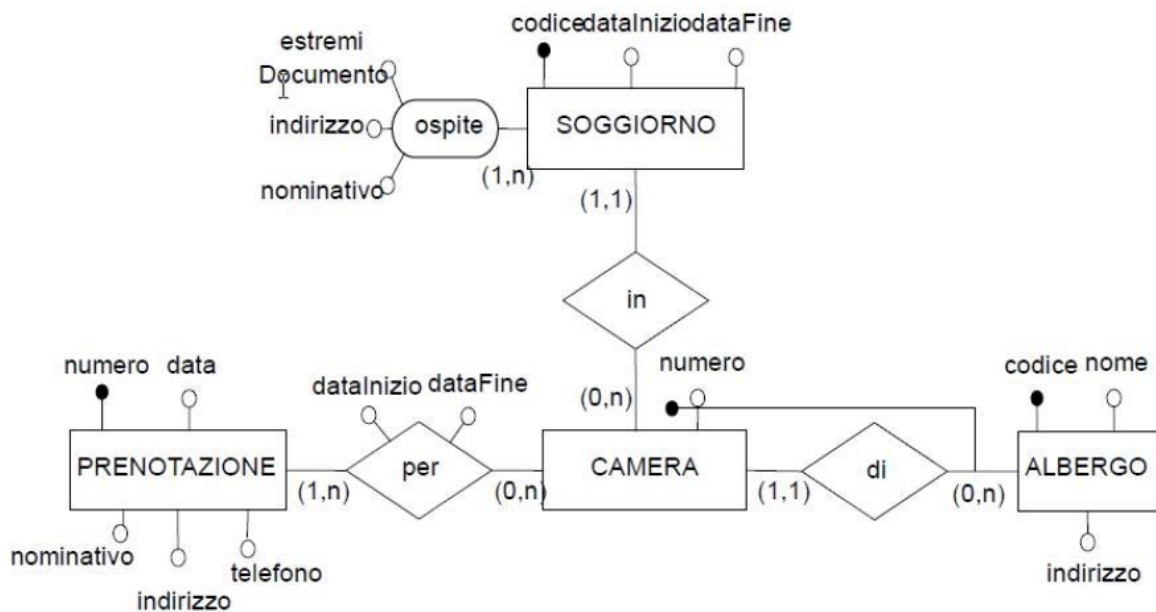 codicedataIniziodataFine
estremi
Documento
indirizzo
ospite
SOGGIORNO
nominativo
(1,n)
(1,1)
in
numero
data
dataInizio
dataFine
(0,n)
numero
codice
nome
PRENOTAZIONE
per
CAMERA
di
ALBERGO
(1,n)
(0,n)
(1,1)
(0,n)
nominativo
telefono
indirizzo
indirizzo